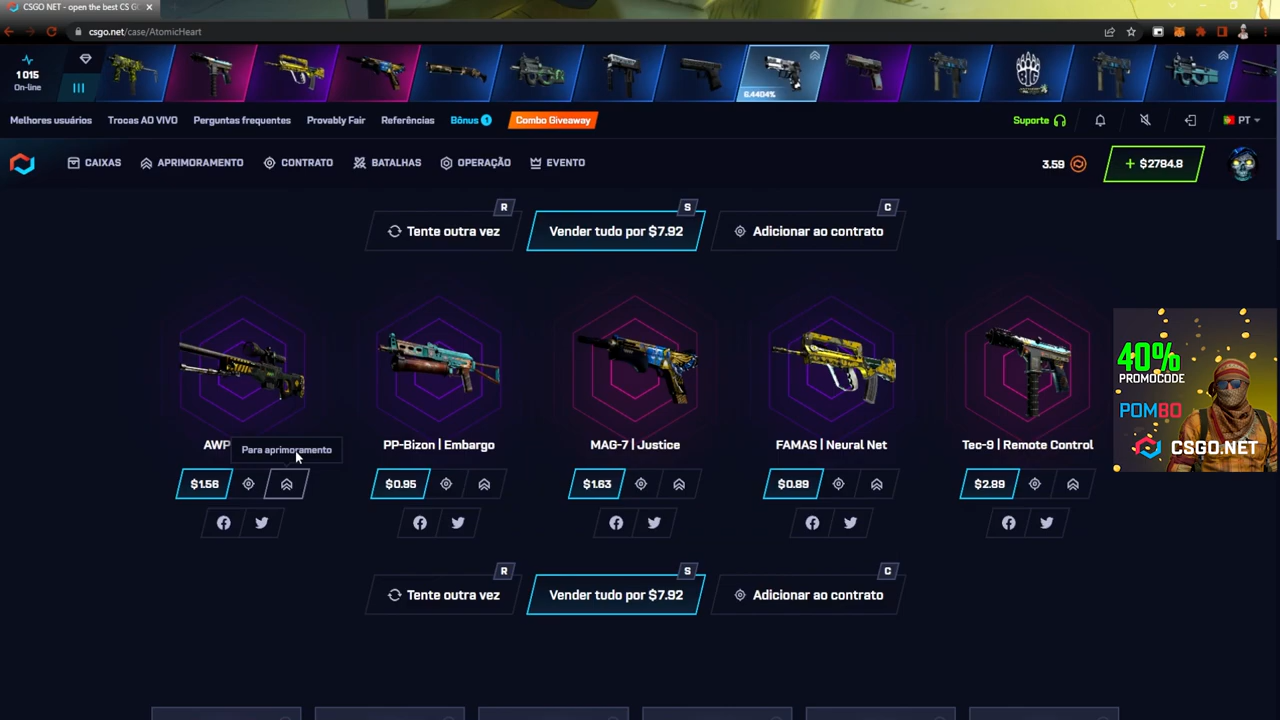 CSGO NET - open the best CS G
csgo.net/case/AtomicHeart
1 015
On-line
6.4404%
Melhores usuários
Trocas AO VIVO
Perguntas frequentes
Provably Fair
Referências
Bônus 1
Combo Giveaway
Suporte
PT
CAIXAS
APRIMORAMENTO
CONTRATO
BATALHAS
OPERAÇÃO
EVENTO
3.59
+ $2784.8
R
S
C
Tente outra vez
Vender tudo por $7.92
Adicionar ao contrato
40%
PROMOCODE
POMBO
CSGO.NET
AWP
PP-Bizon | Embargo
MAG-7 | Justice
FAMAS | Neural Net
Tec-9 | Remote Control
Para aprimoramento
$1.56
$0.95
$1.63
$0.89
$2.89
R
S
C
Tente outra vez
Vender tudo por $7.92
Adicionar ao contrato